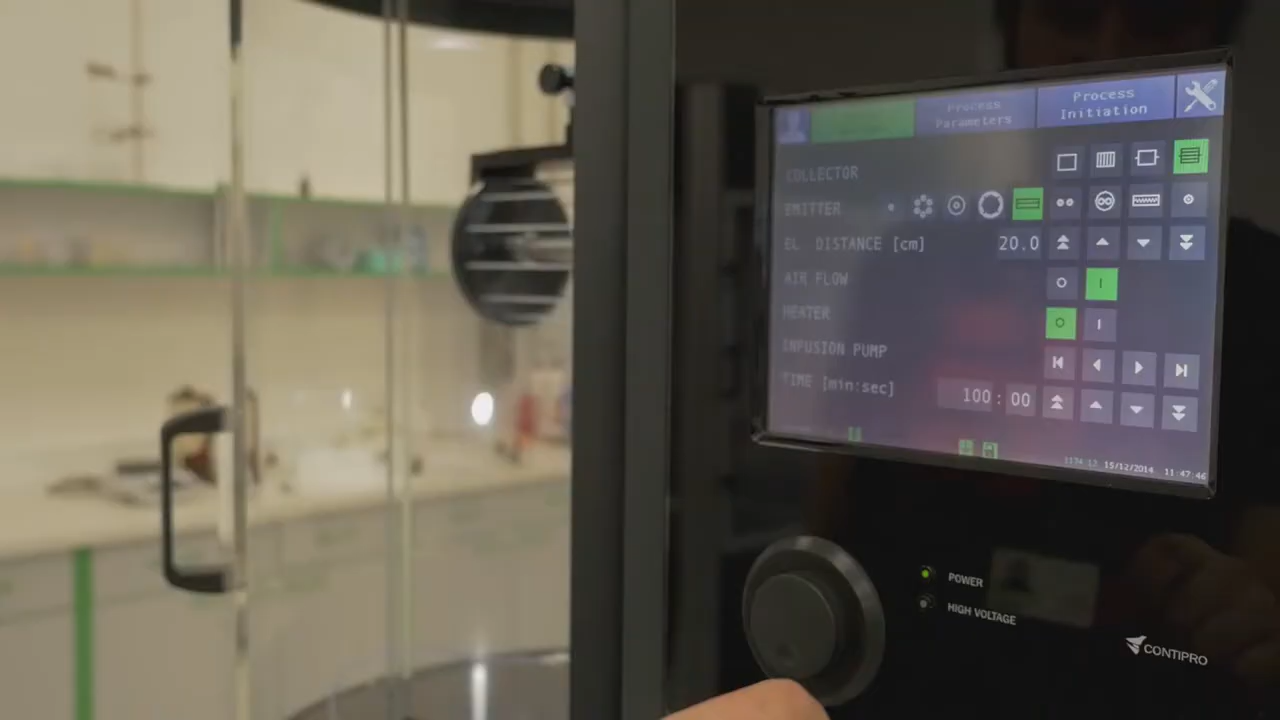 Process
Parameters
Process
Initiation
COLLECTOR
EMITTER
EL. DISTANCE [cm] 20.0
AIR FLOW
HEATER
INFUSION PUMP
TIME [min:sec] 100 : 00
15/12/2014 11:47:46
POWER
HIGH VOLTAGE
CONTIPRO